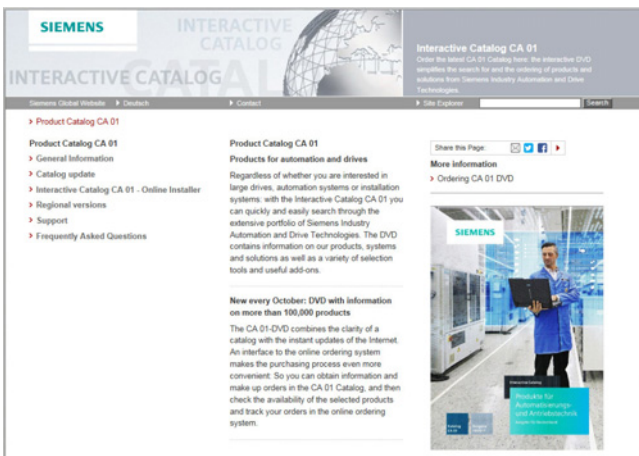 SIEMENS
INTERACTIVE
CATALOG
INTERACTIVE CATALOG
CATAL
Interactive Catalog CA 01
Order the latest CA 01 Catalog here: the interactive DVD
simplifies the search for and the ordering of products and
solutions from Siemens Industry Automation and Drive
Technologies.
Siemens Global Website
Deutsch
Contact
Site Explorer
Search
Product Catalog CA 01
Product Catalog CA 01
General Information
Catalog update
Interactive Catalog CA 01 - Online Installer
Regional versions
Support
Frequently Asked Questions
Product Catalog CA 01
Products for automation and drives
Regardless of whether you are interested in
large drives, automation systems or installation
systems: with the Interactive Catalog CA 01 you
can quickly and easily search through the
extensive portfolio of Siemens Industry
Automation and Drive Technologies. The DVD
contains information on our products, systems
and solutions as well as a variety of selection
tools and useful add-ons.
New every October: DVD with information
on more than 100,000 products
The CA 01-DVD combines the clarity of a
catalog with the instant updates of the Internet.
An interface to the online ordering system
makes the purchasing process even more
convenient: So you can obtain information and
make up orders in the CA 01 Catalog, and then
check the availability of the selected products
and track your orders in the online ordering
system.
Share this Page:
More information
Ordering CA 01 DVD
SIEMENS
Interactive Catalog
Produkte für
Automatisierungs-
und Antriebstechnik